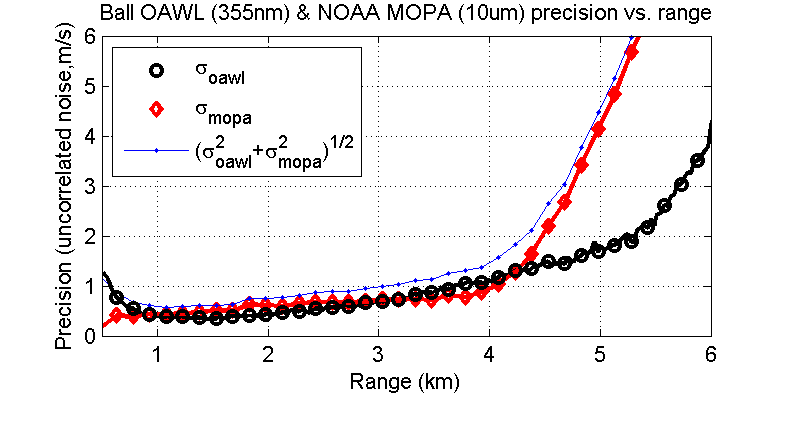 Ball OAWL (355nm) & NOAA MOPA (10um) precision vs. range
Precision (uncorrelated noise,m/s)
6
5
4
3
2
1
0
σoawl
σmopa
(σ²oawl+σ²mopa)^1/2
1 2 3 4 5 6
Range (km)